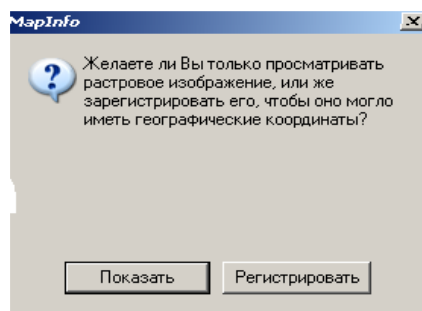 MapInfo
Желаете ли Вы только просматривать
растровое изображение, или же
зарегистрировать его, чтобы оно могло
иметь географические координаты?
Показать
Регистрировать